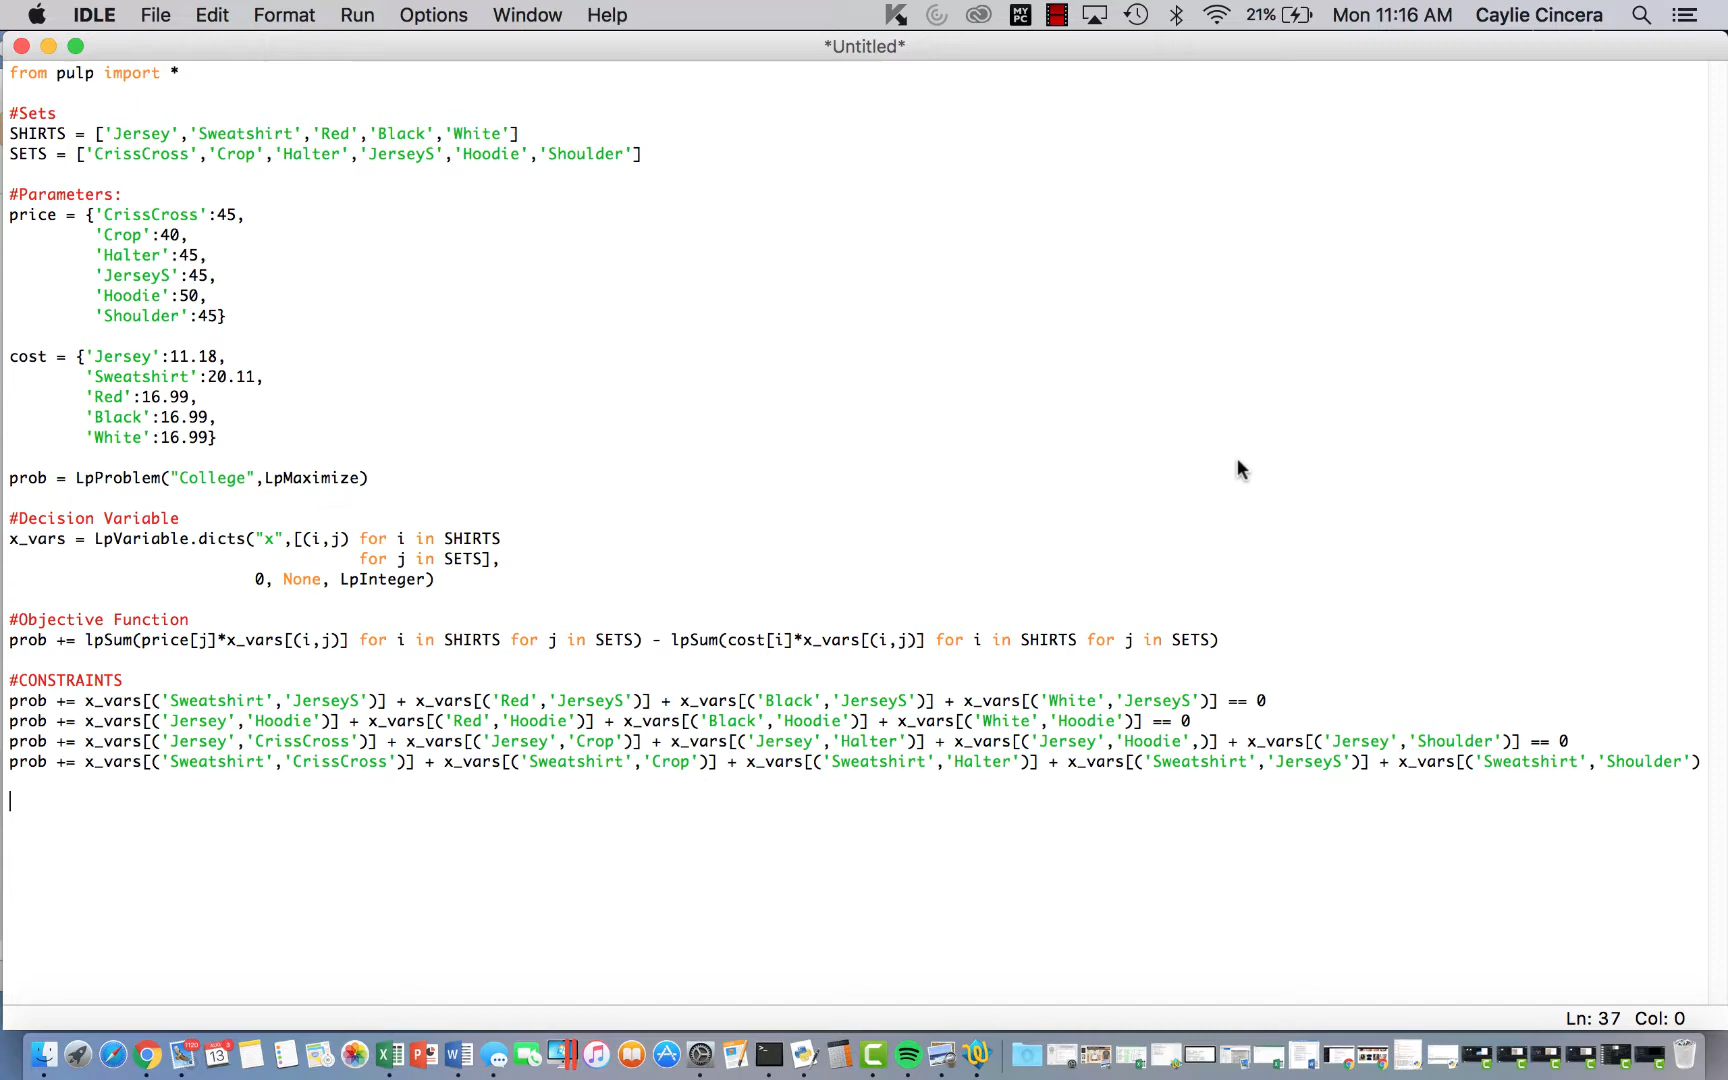 IDLE File Edit Format Run Options Window Help MY PC 21% Mon 11:16 AM Caylie Cincera
*Untitled*
from pulp import *
#Sets
SHIRTS = ['Jersey','Sweatshirt','Red','Black','White']
SETS = ['CrissCross','Crop','Halter','JerseyS','Hoodie','Shoulder']
#Parameters:
price = {'CrissCross':45,
'Crop':40,
'Halter':45,
'JerseyS':45,
'Hoodie':50,
'Shoulder':45}
cost = {'Jersey':11.18,
'Sweatshirt':20.11,
'Red':16.99,
'Black':16.99,
'White':16.99}
prob = LpProblem("College",LpMaximize)
#Decision Variable
x_vars = LpVariable.dicts("x",[(i,j) for i in SHIRTS
for j in SETS],
0, None, LpInteger)
#Objective Function
prob += lpSum(price[j]*x_vars[(i,j)] for i in SHIRTS for j in SETS) - lpSum(cost[i]*x_vars[(i,j)] for i in SHIRTS for j in SETS)
#CONSTRAINTS
prob += x_vars[('Sweatshirt','JerseyS')] + x_vars[('Red','JerseyS')] + x_vars[('Black','JerseyS')] + x_vars[('White','JerseyS')] == 0
prob += x_vars[('Jersey','Hoodie')] + x_vars[('Red','Hoodie')] + x_vars[('Black','Hoodie')] + x_vars[('White','Hoodie')] == 0
prob += x_vars[('Jersey','CrissCross')] + x_vars[('Jersey','Crop')] + x_vars[('Jersey','Halter')] + x_vars[('Jersey','Hoodie',)] + x_vars[('Jersey','Shoulder')] == 0
prob += x_vars[('Sweatshirt','CrissCross')] + x_vars[('Sweatshirt','Crop')] + x_vars[('Sweatshirt','Halter')] + x_vars[('Sweatshirt','JerseyS')] + x_vars[('Sweatshirt','Shoulder')
Ln: 37 Col: 0